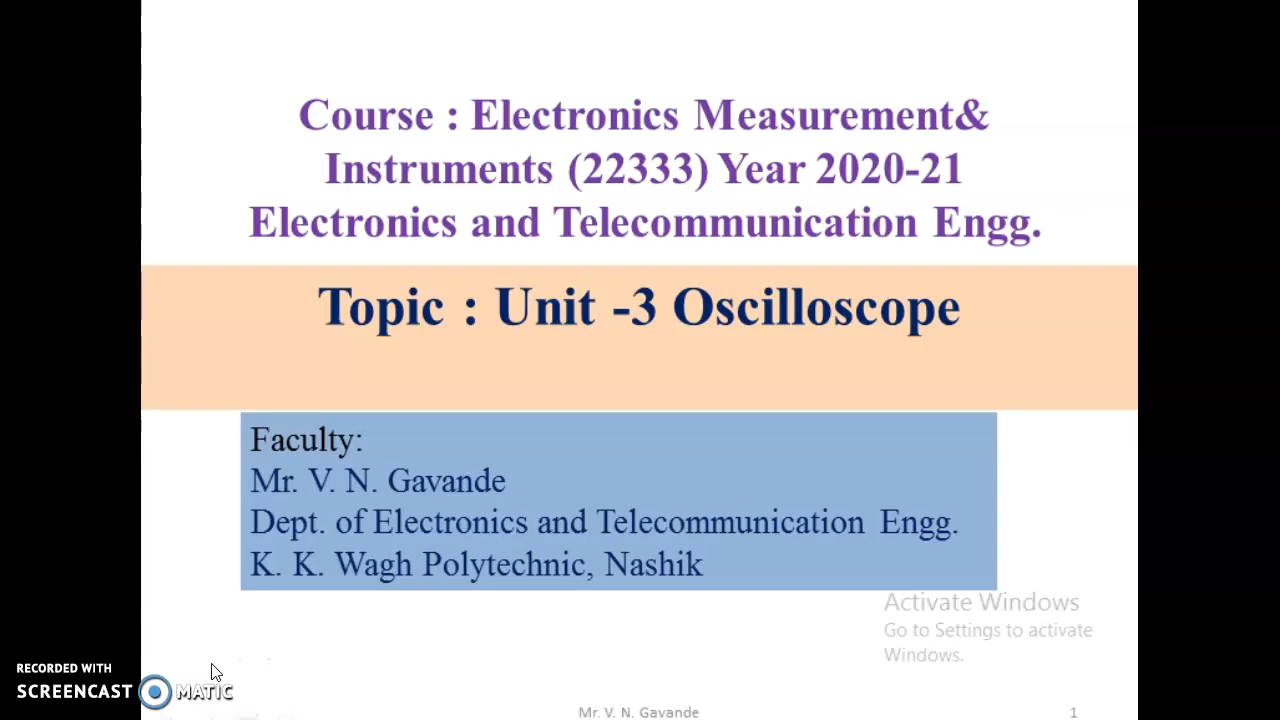 Course : Electronics Measurement&
Instruments (22333) Year 2020-21
Electronics and Telecommunication Engg.
Topic : Unit -3 Oscilloscope
Faculty:
Mr. V. N. Gavande
Dept. of Electronics and Telecommunication Engg.
K. K. Wagh Polytechnic, Nashik
Activate Windows
Go to Settings to activate
Windows.
RECORDED WITH
SCREENCAST MATIC
Mr. V. N. Gavande
1